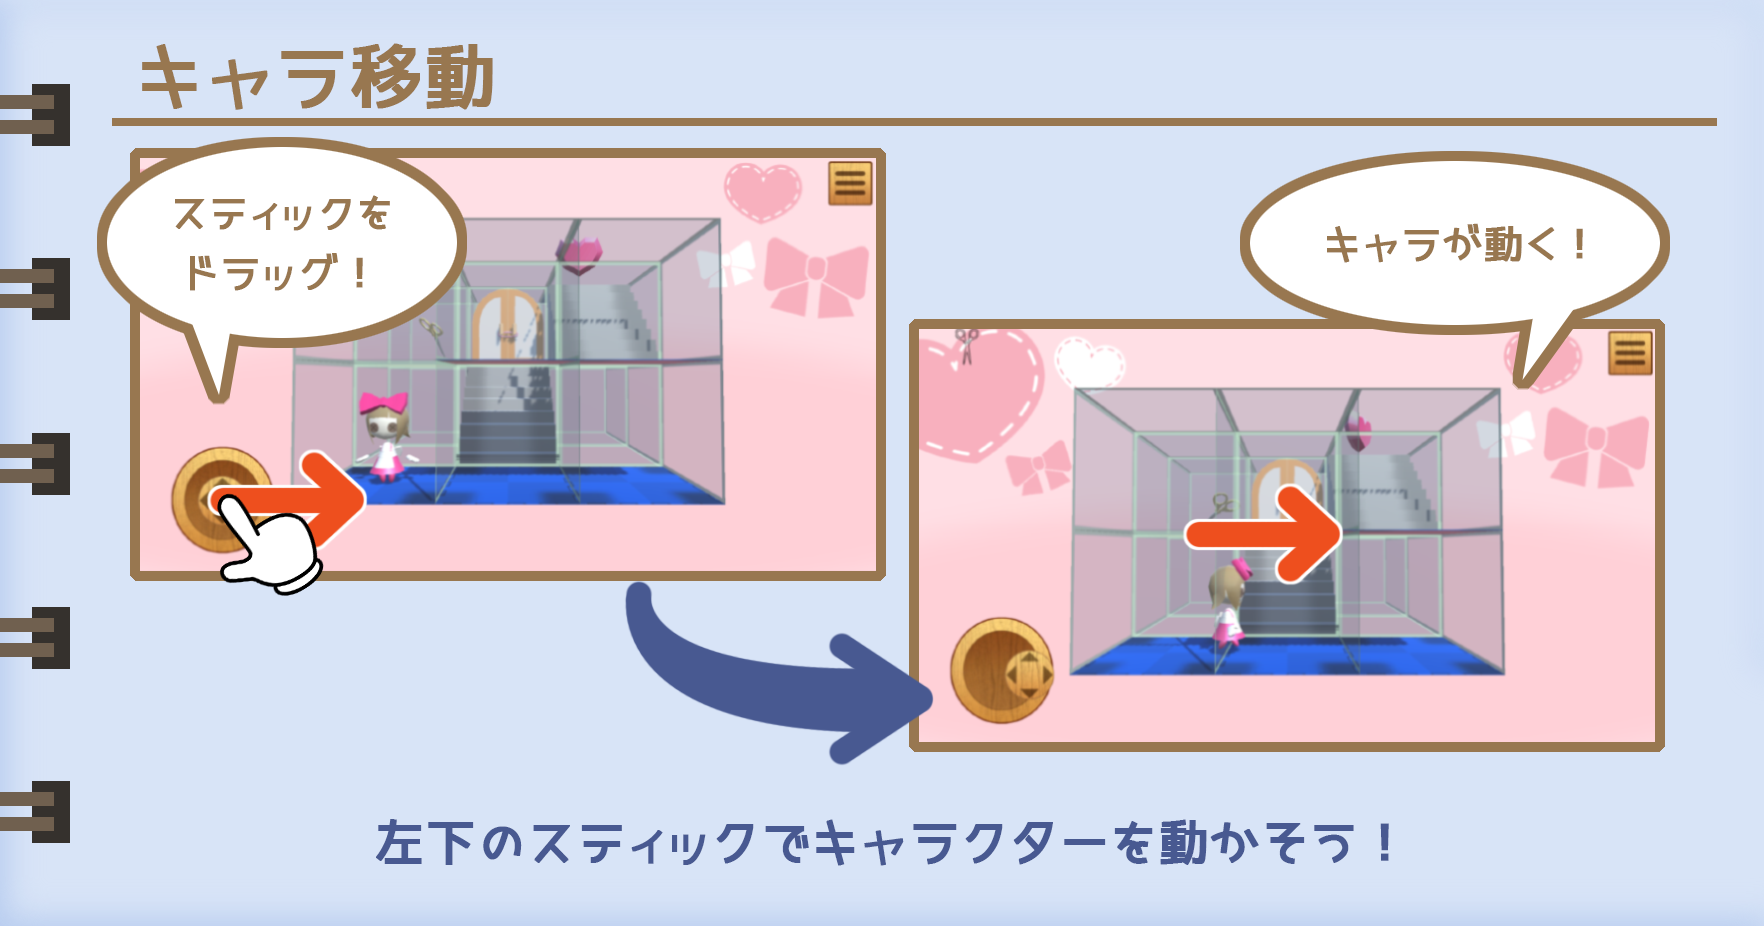 キャラ移動
スティックを
ドラッグ！
キャラが動く！
左下のスティックでキャラクターを動かそう！